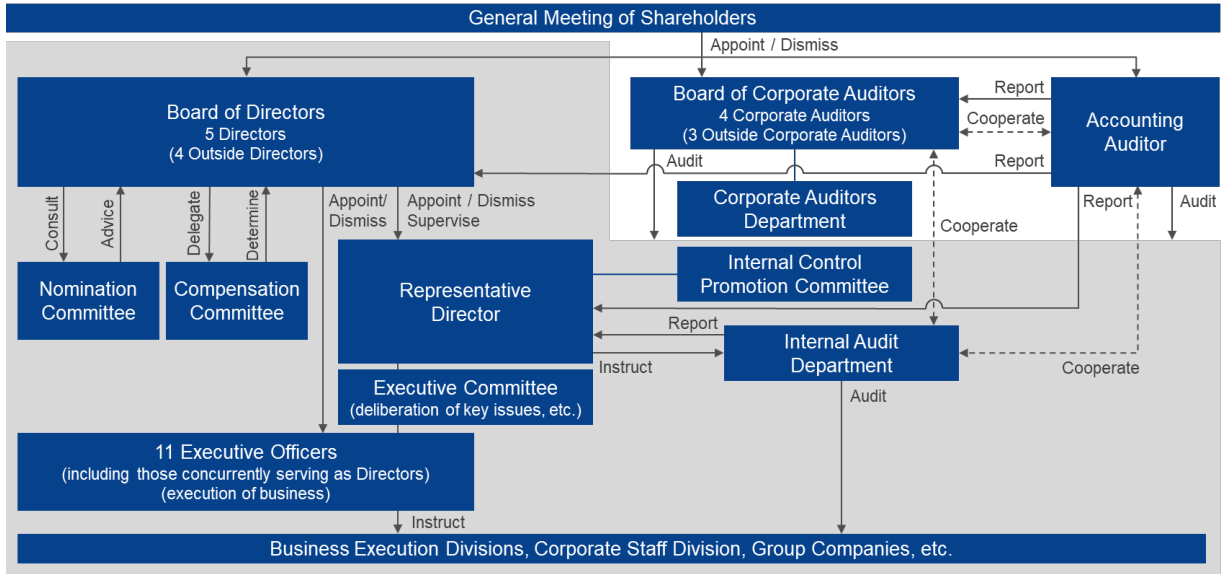 General Meeting of Shareholders
Appoint / Dismiss
Board of Directors
5 Directors
(4 Outside Directors)
Board of Corporate Auditors
4 Corporate Auditors
(3 Outside Corporate Auditors)
Report
Cooperate
Report
Accounting
Auditor
Audit
Corporate Auditors
Department
Consult
Advice
Delegate
Determine
Appoint/
Dismiss
Appoint / Dismiss
Supervise
Cooperate
Report
Audit
Nomination
Committee
Compensation
Committee
Representative
Director
Internal Control
Promotion Committee
Report
Instruct
Internal Audit
Department
Cooperate
Executive Committee
(deliberation of key issues, etc.)
Audit
11 Executive Officers
(including those concurrently serving as Directors)
(execution of business)
Instruct
Business Execution Divisions, Corporate Staff Division, Group Companies, etc.